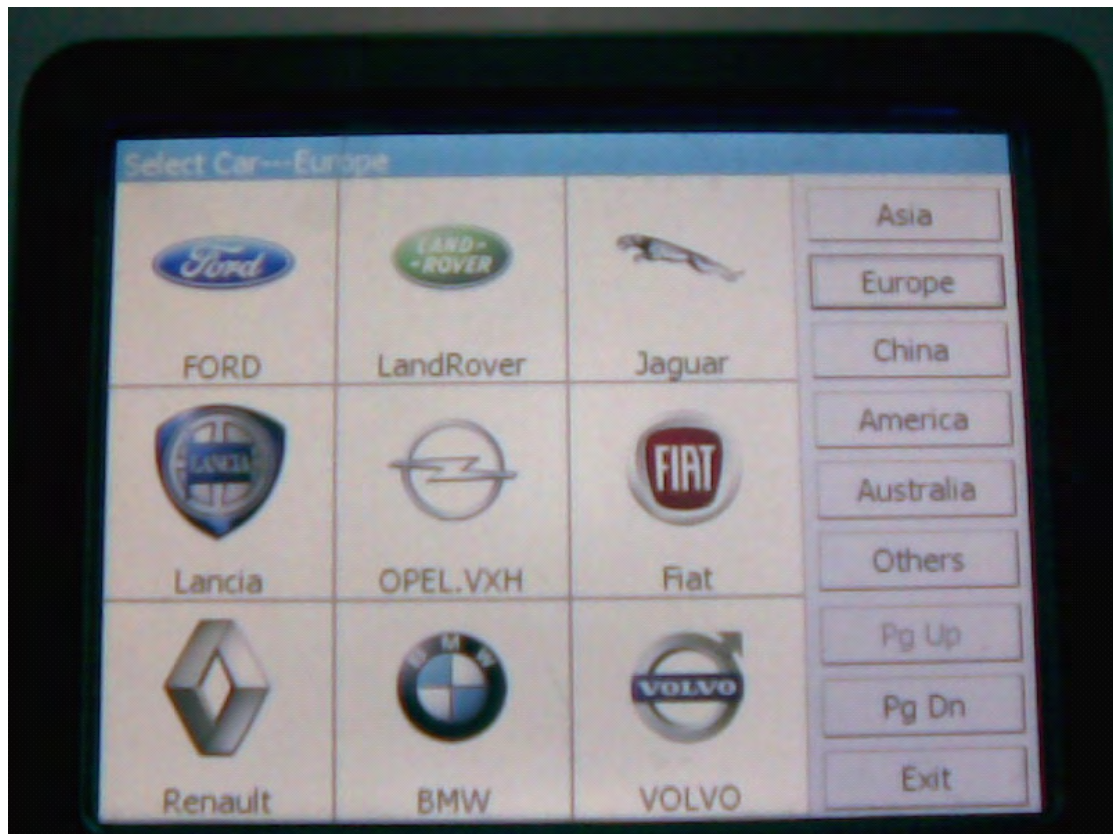 Select Car---Europe
Ford
LAND-
-ROVER
FORD
LandRover
Jaguar
LANCIA
FIAT
Lancia
OPEL.VXH
Fiat
BMW
VOLVO
Renault
BMW
VOLVO
Asia
Europe
China
America
Australia
Others
Pg Up
Pg Dn
Exit